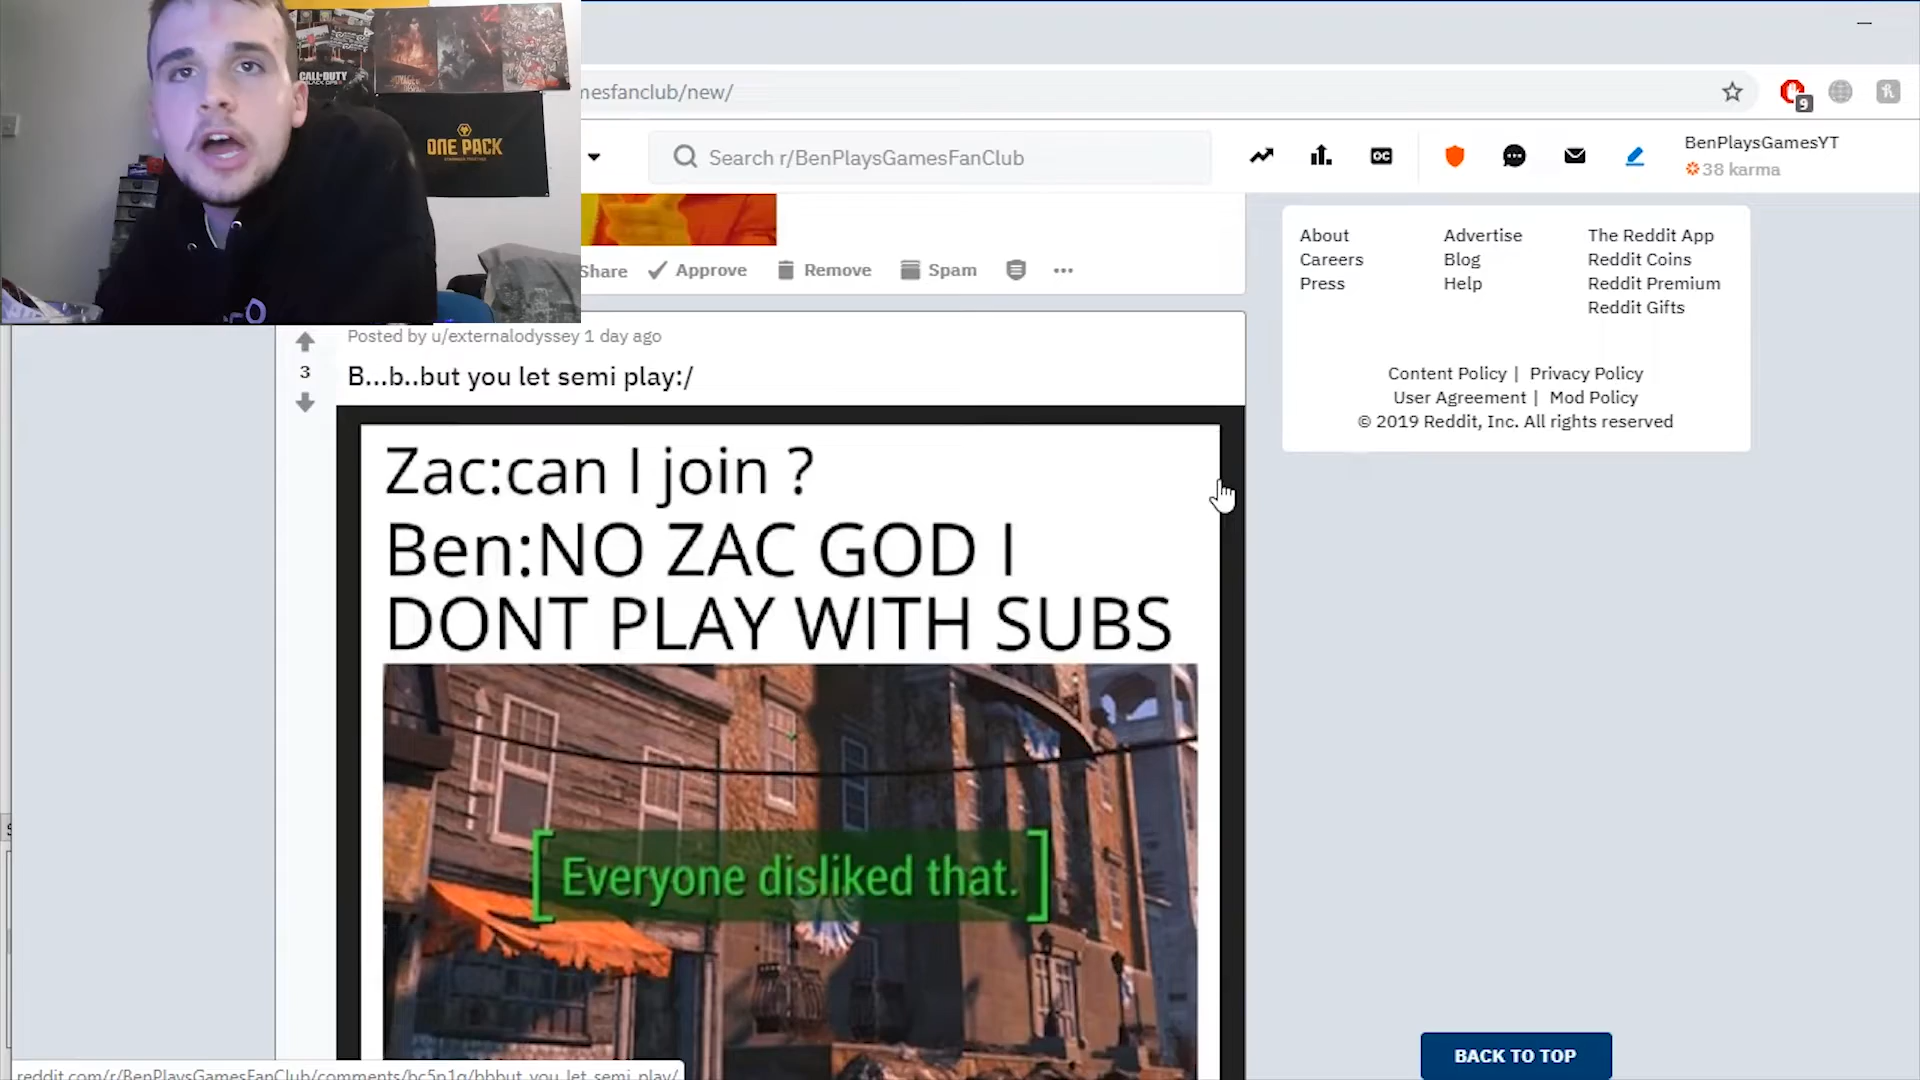 CALL OF DUTY
ONE PACK
nesfanclub/new/
9
Search r/BenPlaysGamesFanClub
OC
BenPlaysGamesYT
38 karma
Share
Approve
Remove
Spam
About
Careers
Press
Advertise
Blog
Help
The Reddit App
Reddit Coins
Reddit Premium
Reddit Gifts
Content Policy | Privacy Policy
User Agreement | Mod Policy
© 2019 Reddit, Inc. All rights reserved
Posted by u/externalodyssey 1 day ago
3
B...b..but you let semi play:/
Zac:can I join ?
Ben:NO ZAC GOD I
DONT PLAY WITH SUBS
[Everyone disliked that.]
BACK TO TOP
reddit.com/r/BenPlaysGamesFanClub/comments/bc5p1q/bbbut_you_let_semi_play/